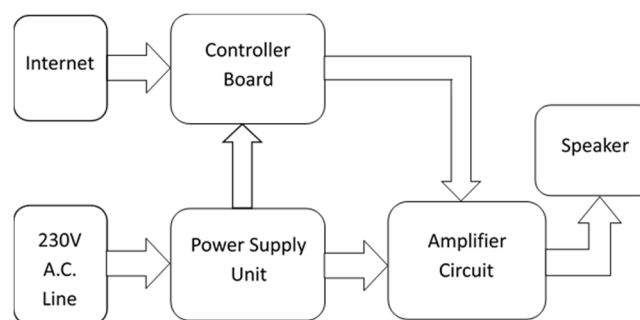 Internet
Controller
Board
Speaker
230V
A.C.
Line
Power Supply
Unit
Amplifier
Circuit